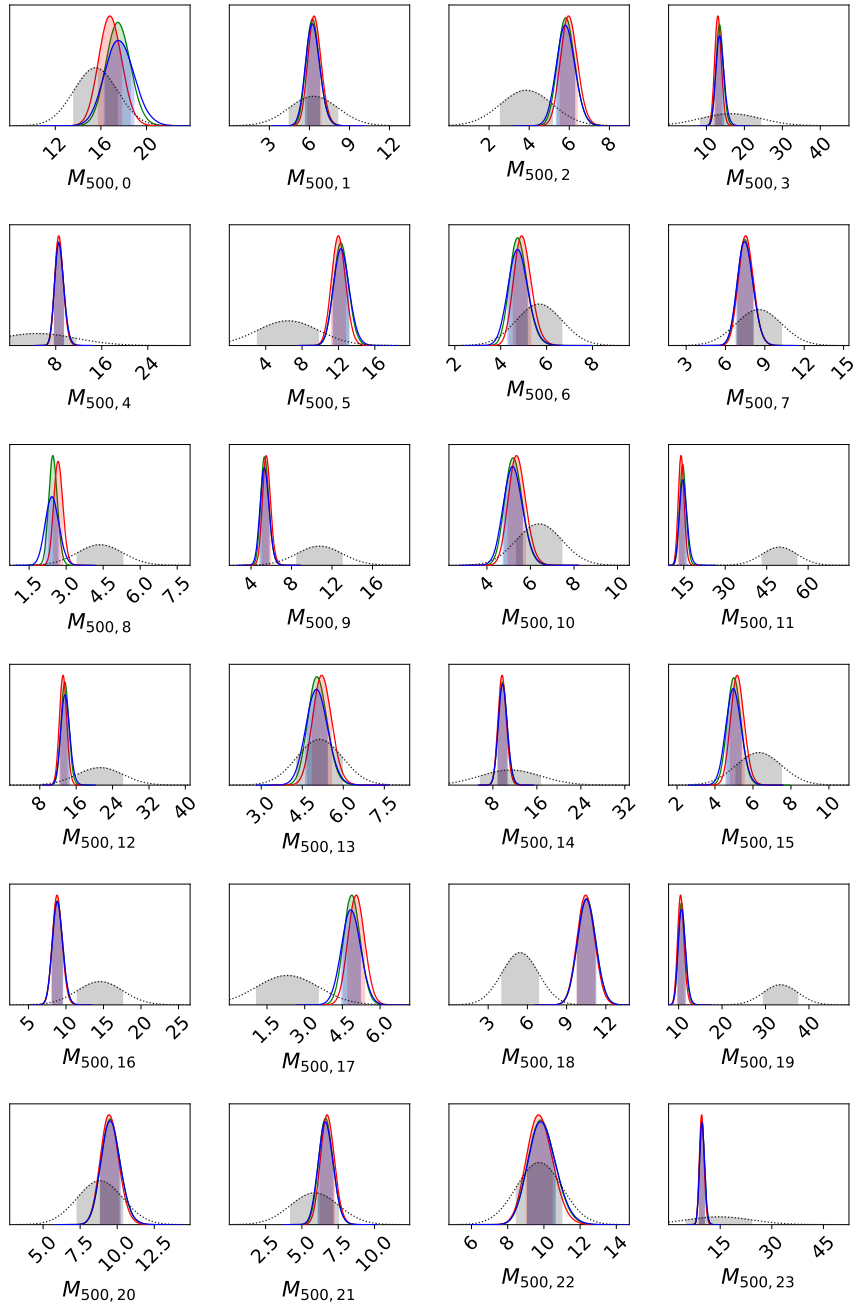 12 16 20 3 6 9 12 2 4 6 8 10 20 30 40
M500, 0 M500, 1 M500, 2 M500, 3
8 16 24 4 8 12 16 2 4 6 8 3 6 9 12 15
M500, 4 M500, 5 M500, 6 M500, 7
1.5 3.0 4.5 6.0 7.5 4 8 12 16 4 6 8 10 15 30 45 60
M500, 8 M500, 9 M500, 10 M500, 11
8 16 24 32 40 3.0 4.5 6.0 7.5 8 16 24 32 2 4 6 8 10
M500, 12 M500, 13 M500, 14 M500, 15
5 10 15 20 25 1.5 3.0 4.5 6.0 3 6 9 12 10 20 30 40
M500, 16 M500, 17 M500, 18 M500, 19
5.0 7.5 10.0 12.5 2.5 5.0 7.5 10.0 6 8 10 12 14 15 30 45
M500, 20 M500, 21 M500, 22 M500, 23